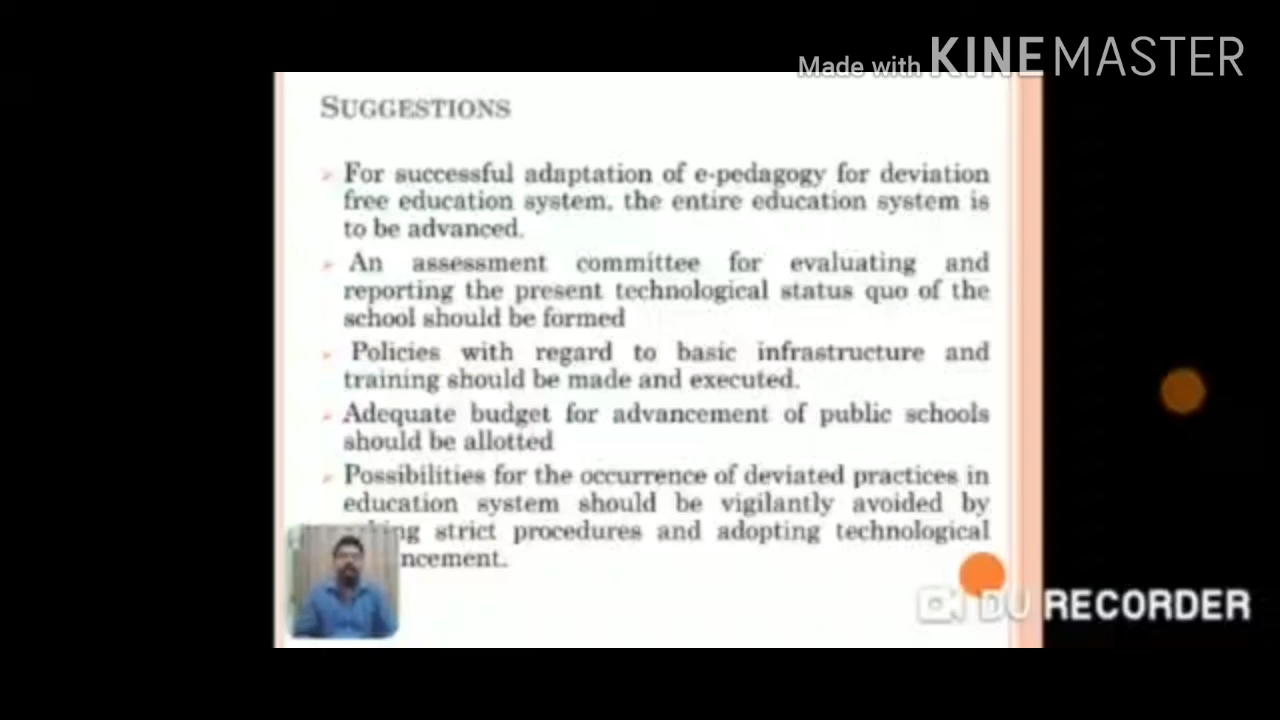 Made with KINEMASTER
SUGGESTIONS
For successful adaptation of e-pedagogy for deviation
free education system, the entire education system is
to be advanced.
An assessment committee for evaluating and
reporting the present technological status quo of the
school should be formed
Policies with regard to basic infrastructure and
training should be made and executed.
Adequate budget for advancement of public schools
should be allotted
Possibilities for the occurrence of deviated practices in
education system should be vigilantly avoided by
strict procedures and adopting technological
DU RECORDER